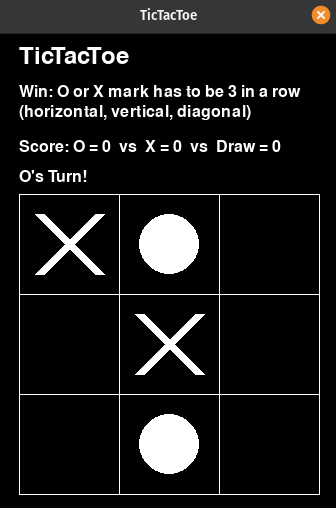 TicTacToe
TicTacToe
Win: O or X mark has to be 3 in a row
(horizontal, vertical, diagonal)
Score: O = 0 vs X = 0 vs Draw = 0
O's Turn!